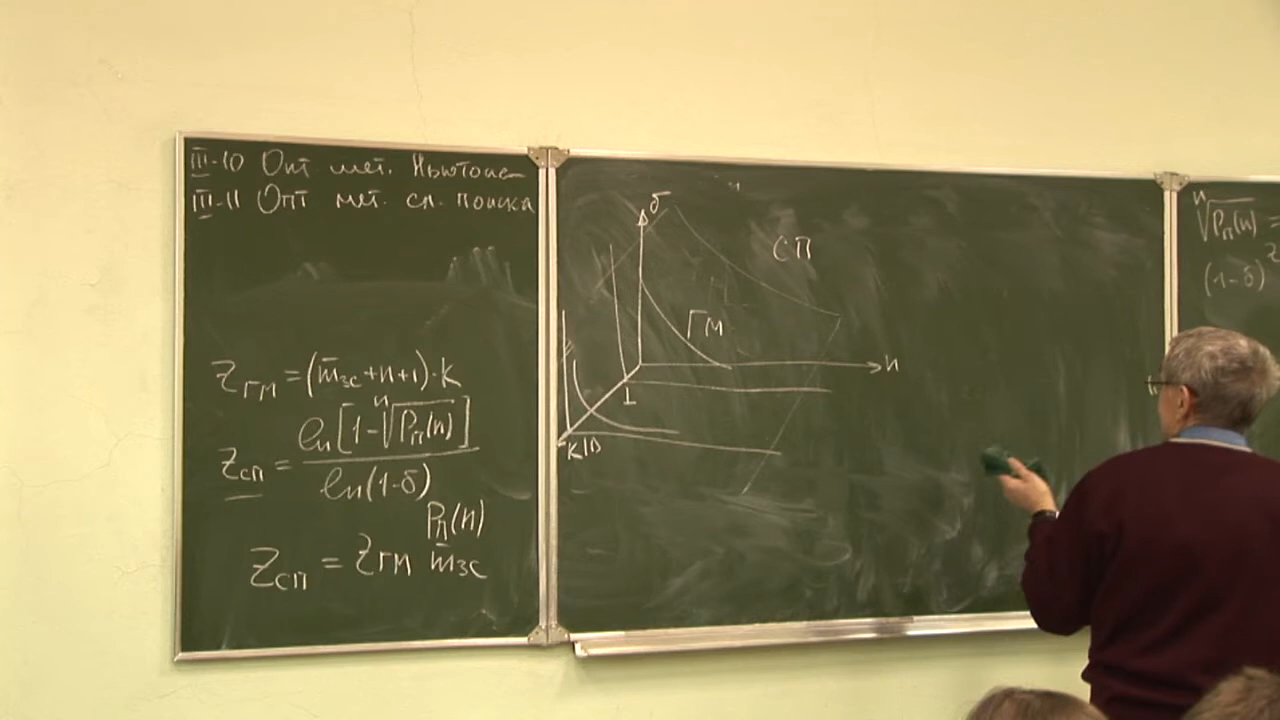 III-10 Опт мет. Ньютона
III-11 Опт мет. сл. поиска
Z_ГМ = (m̄_ЗС + n + 1)·K
Z_СП = ln[1-ⁿ√P_П(n)] / ln(1-δ)
P_П(n)
Z_СП = Z_ГМ m̄_ЗС
δ
СП
ГМ
n
1
K1D
ⁿ√P_П(n) =
(1-δ)